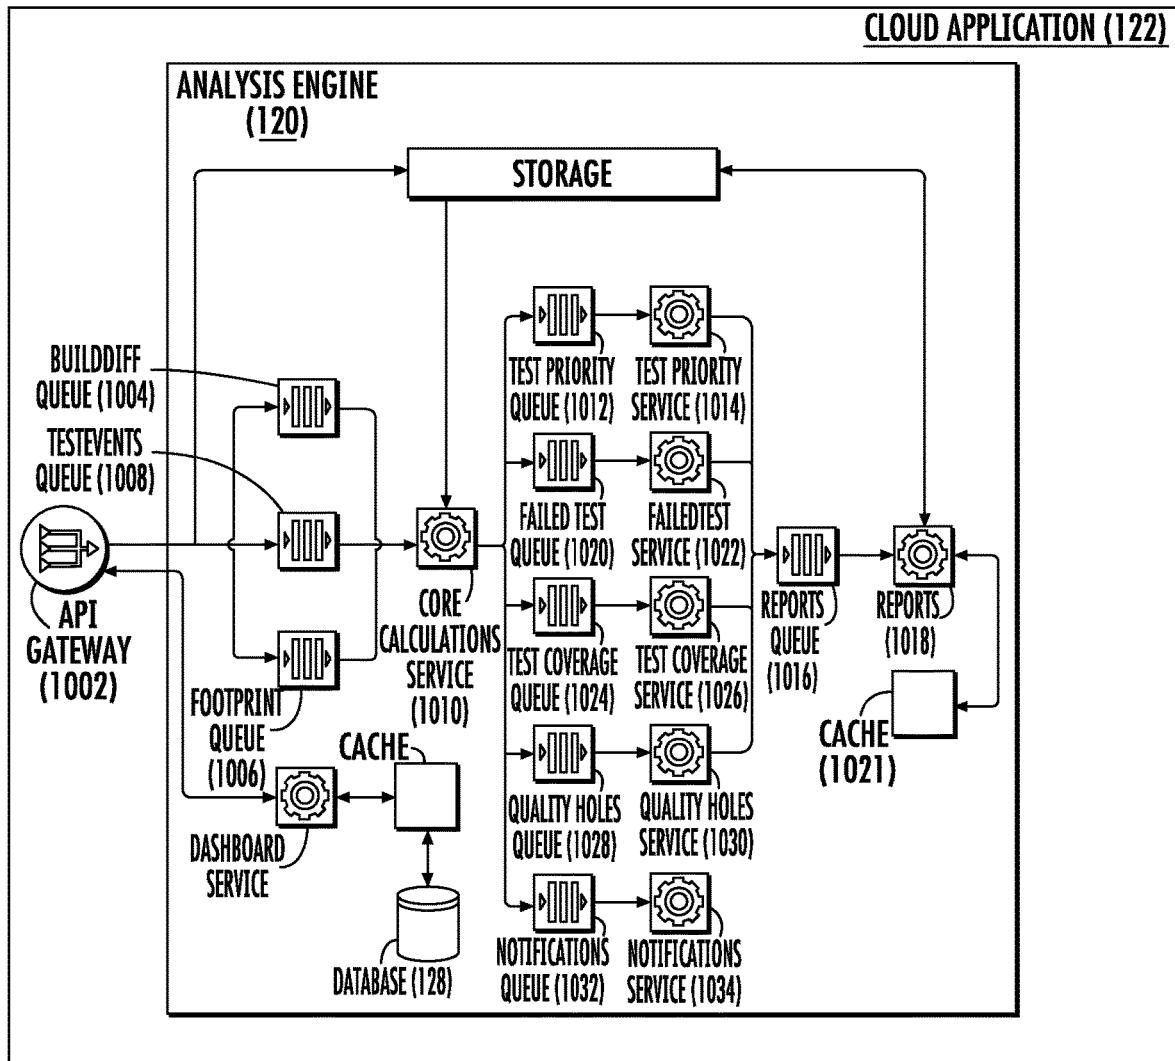 CLOUD APPLICATION (122)
ANALYSIS ENGINE
(120)
STORAGE
BUILDDIFF
QUEUE (1004)
TESTEVENTS
QUEUE (1008)
API
GATEWAY
(1002)
FOOTPRINT
QUEUE
(1006)
CORE
CALCULATIONS
SERVICE
(1010)
TEST PRIORITY
QUEUE (1012)
TEST PRIORITY
SERVICE (1014)
FAILED TEST
QUEUE (1020)
FAILEDTEST
SERVICE (1022)
TEST COVERAGE
QUEUE (1024)
TEST COVERAGE
SERVICE (1026)
QUALITY HOLES
QUEUE (1028)
QUALITY HOLES
SERVICE (1030)
NOTIFICATIONS
QUEUE (1032)
NOTIFICATIONS
SERVICE (1034)
REPORTS
QUEUE
(1016)
REPORTS
(1018)
CACHE
(1021)
CACHE
DASHBOARD
SERVICE
DATABASE (128)